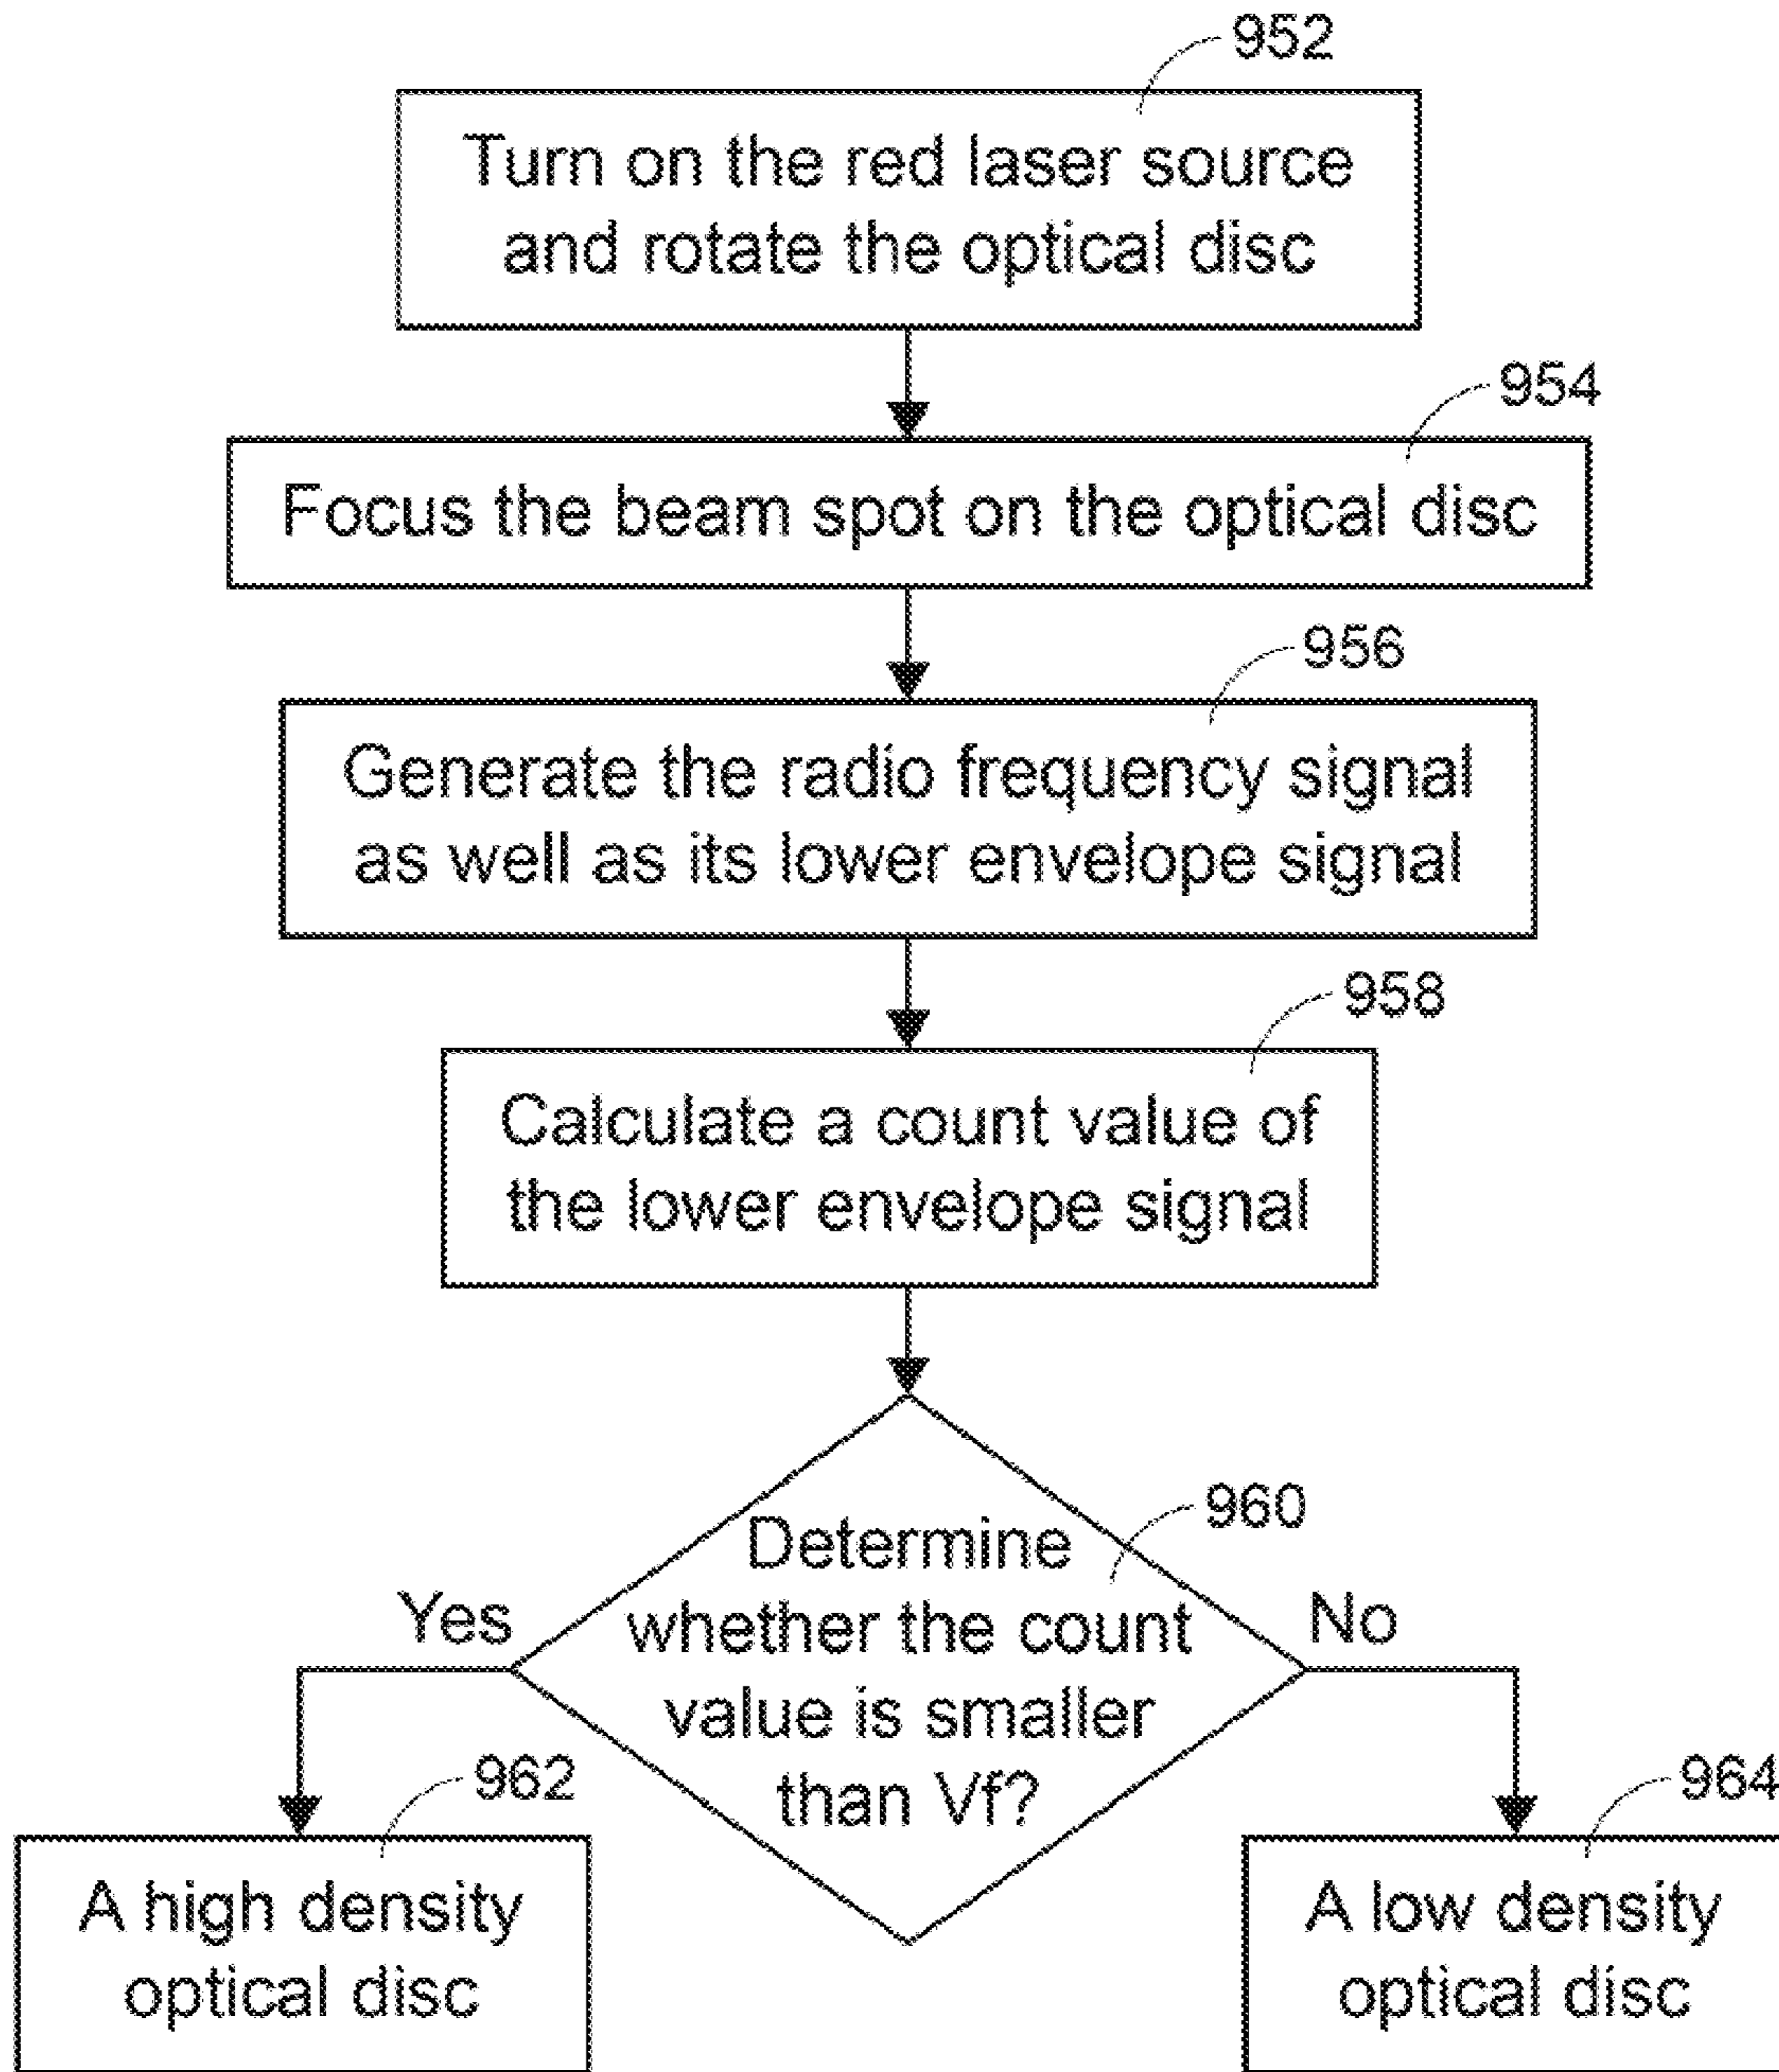 952
Turn on the red laser source
and rotate the optical disc
954
Focus the beam spot on the optical disc
956
Generate the radio frequency signal
as well as its lower envelope signal
958
Calculate a count value of
the lower envelope signal
960
Determine
whether the count
value is smaller
than Vf?
Yes
No
962
A high density
optical disc
964
A low density
optical disc